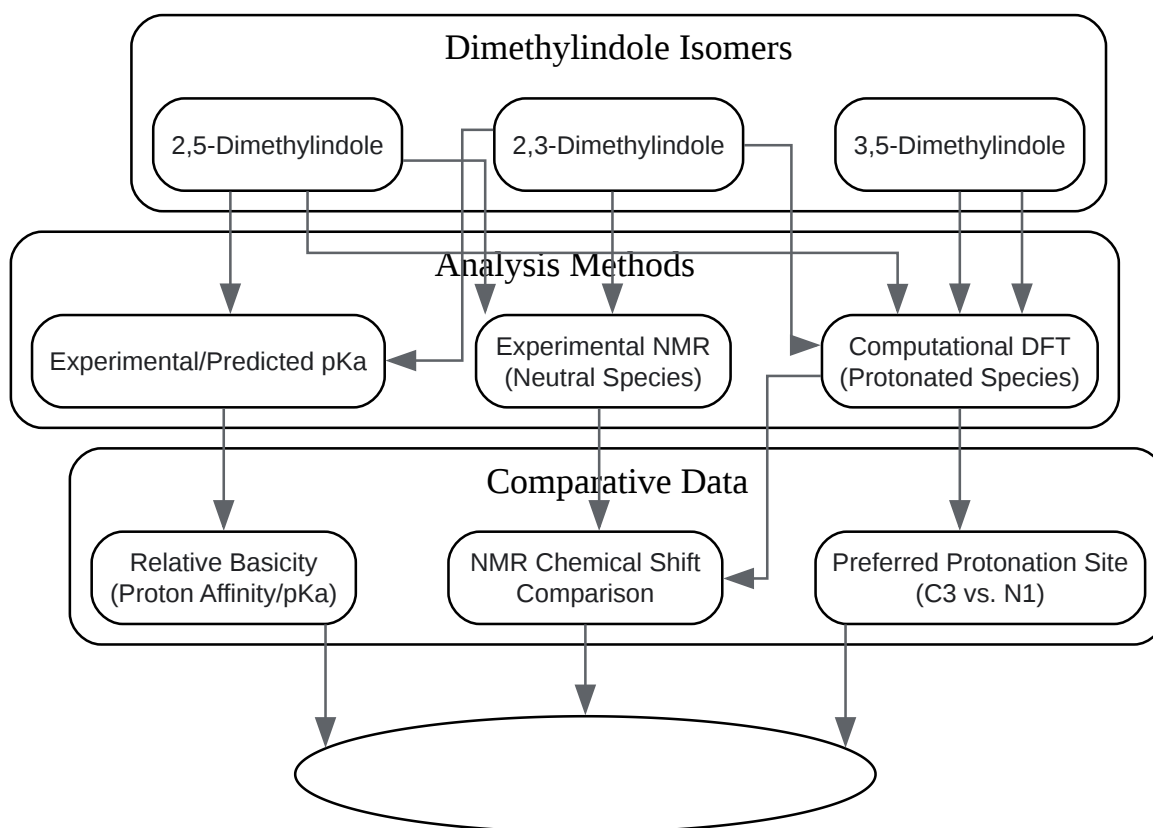 Dimethylindole Isomers
2,5-Dimethylindole
2,3-Dimethylindole
3,5-Dimethylindole
Analysis Methods
Experimental/Predicted pKa
Experimental NMR
(Neutral Species)
Computational DFT
(Protonated Species)
Comparative Data
Relative Basicity
(Proton Affinity/pKa)
NMR Chemical Shift
Comparison
Preferred Protonation Site
(C3 vs. N1)